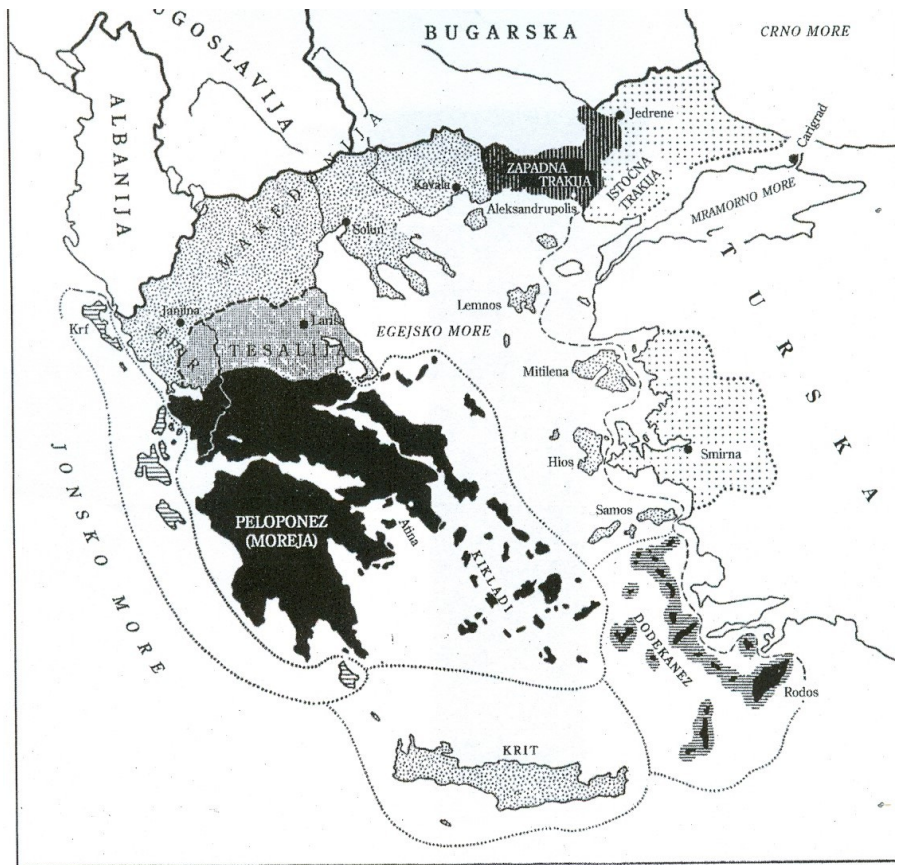 JUGOSLAVIJA
BUGARSKA
CRNO MORE
ALBANIJA
Jedrene
Carigrad
MAKEDONIJA
ZAPADNA
TRAKIJA
ISTOČNA
TRAKIJA
Kavala
Aleksandrupolis
MRAMORNO MORE
Solun
TURSKA
Lemnos
Janjina
Krf
EPIR
Larisa
EGEJSKO MORE
TESALIJA
Mitilena
Hios
Smirna
JONSKO MORE
Samos
PELOPONEZ
(MOREJA)
Atina
KIKLADI
DODEKANEZ
Rodos
KRIT